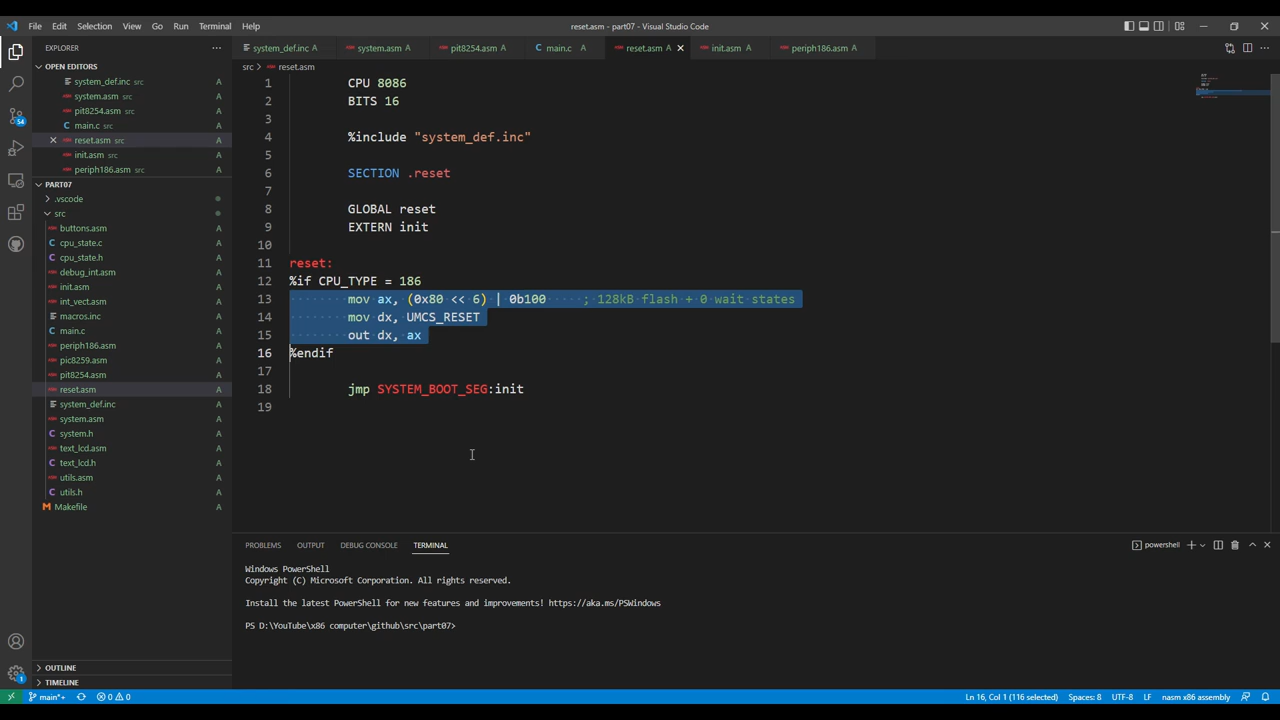 File Edit Selection View Go Run Terminal Help
reset.asm - part07 - Visual Studio Code
EXPLORER
OPEN EDITORS
system_def.inc src A
system.asm src A
pit8254.asm src A
main.c src A
reset.asm src A
init.asm src A
periph186.asm src A
PART07
.vscode
src
buttons.asm A
cpu_state.c A
cpu_state.h A
debug_int.asm A
init.asm A
int_vect.asm A
macros.inc A
main.c A
periph186.asm A
pic8259.asm A
pit8254.asm A
reset.asm A
system_def.inc A
system.asm A
system.h A
text_lcd.asm A
text_lcd.h A
utils.asm A
utils.h A
Makefile A
OUTLINE
TIMELINE
54
1
system_def.inc A system.asm A pit8254.asm A main.c A reset.asm A init.asm A periph186.asm A
src > reset.asm
1 CPU 8086
2 BITS 16
3
4 %include "system_def.inc"
5
6 SECTION .reset
7
8 GLOBAL reset
9 EXTERN init
10
11 reset:
12 %if CPU_TYPE = 186
13 mov ax, (0x80 << 6) | 0b100 ; 128kB flash + 0 wait states
14 mov dx, UMCS_RESET
15 out dx, ax
16 %endif
17
18 jmp SYSTEM_BOOT_SEG:init
19
PROBLEMS OUTPUT DEBUG CONSOLE TERMINAL
powershell
Windows PowerShell
Copyright (C) Microsoft Corporation. All rights reserved.
Install the latest PowerShell for new features and improvements! https://aka.ms/PSWindows
PS D:\YouTube\x86 computer\github\src\part07>
main*+ 0 0
Ln 16, Col 1 (116 selected) Spaces: 8 UTF-8 LF nasm x86 assembly